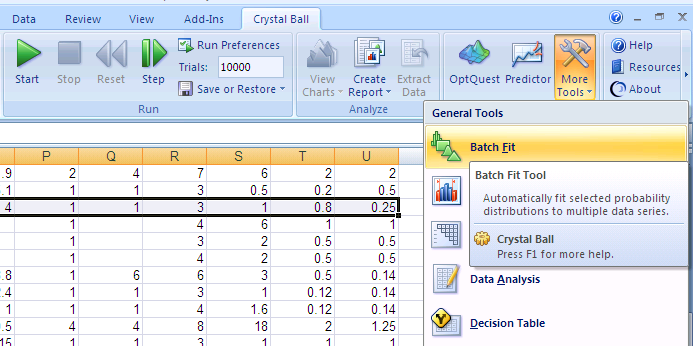 Data Review View Add-Ins Crystal Ball
Start Stop Reset Step
Run Preferences
Trials: 10000
Save or Restore
Run
View Charts
Create Report
Extract Data
Analyze
OptQuest Predictor
More Tools
Help
Resources
About
General Tools
Batch Fit
Batch Fit Tool
Automatically fit selected probability
distributions to multiple data series.
Crystal Ball
Press F1 for more help.
Data Analysis
Decision Table
P Q R S T U
.9 2 4 7 6 2 2
.1 1 1 3 0.5 0.2 0.5
4 1 1 3 1 0.8 0.25
1 4 6 1 1
1 3 2 0.5 0.5
1 4 2 0.5 0.5
.8 1 6 6 3 0.5 0.14
.4 1 1 3 1 0.12 0.14
1 1 4 1.6 0.12 0.14
.5 4 4 8 18 2 1.25
15 1 1 3 1 1 1